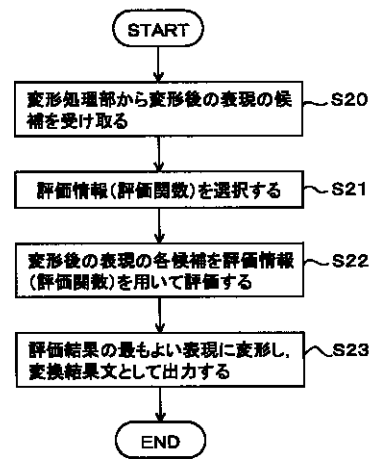 START
変形処理部から変形後の表現の候
補を受け取る
S20
評価情報(評価関数)を選択する
S21
変形後の表現の各候補を評価情報
(評価関数)を用いて評価する
S22
評価結果の最もよい表現に変形し,
変換結果文として出力する
S23
END